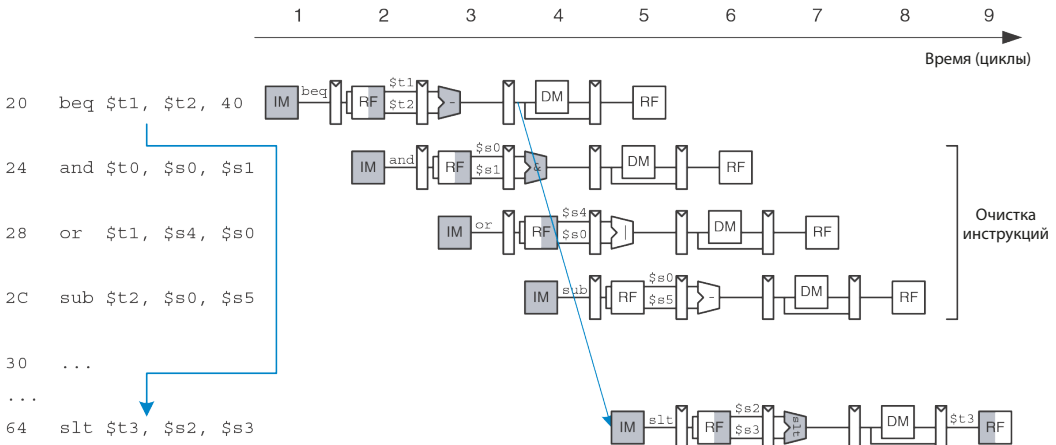 1 2 3 4 5 6 7 8 9
Время (циклы)
20 beq $t1, $t2, 40 IM beq RF $t1 $t2 - DM RF
24 and $t0, $s0, $s1 IM and RF $s0 $s1 & DM RF
28 or $t1, $s4, $s0 IM or RF $s4 $s0 | DM RF
2C sub $t2, $s0, $s5 IM sub RF $s0 $s5 - DM RF
Очистка
инструкций
30 ...
...
64 slt $t3, $s2, $s3 IM slt RF $s2 $s3 slt DM $t3 RF